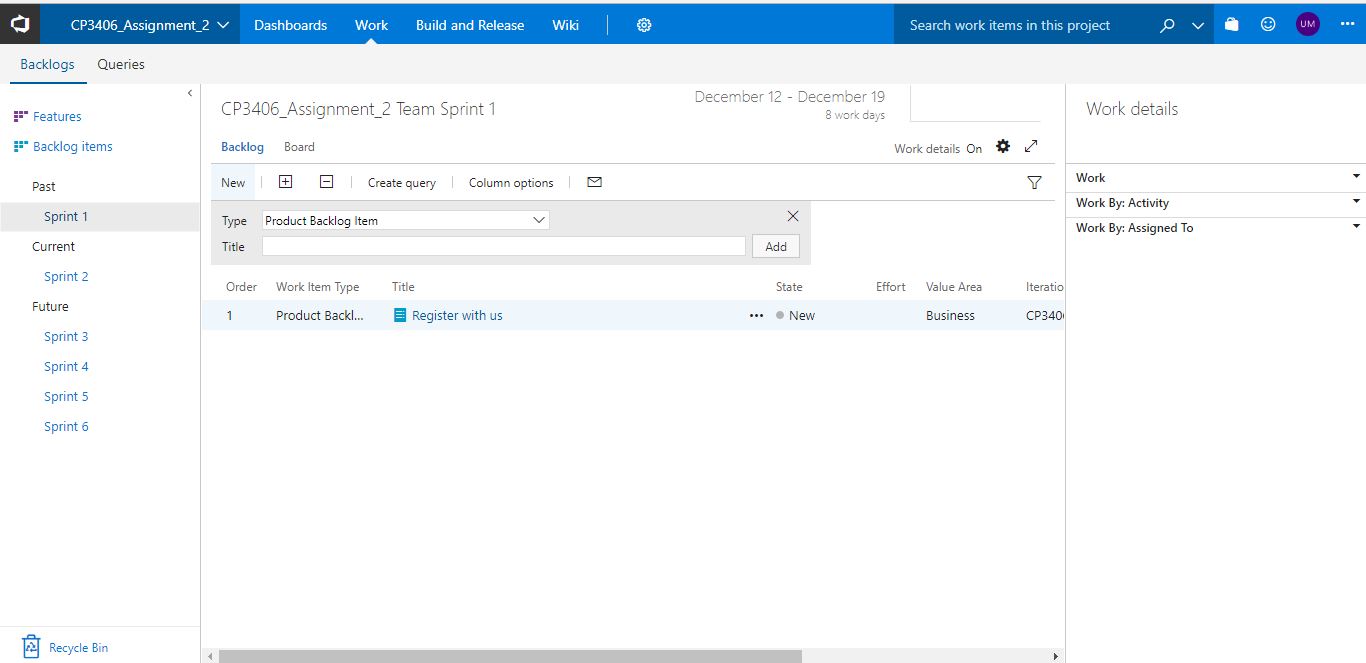 CP3406_Assignment_2 Dashboards Work Build and Release Wiki Search work items in this project UM
Backlogs Queries
Features
Backlog items
Past
Sprint 1
Current
Sprint 2
Future
Sprint 3
Sprint 4
Sprint 5
Sprint 6
Recycle Bin
CP3406_Assignment_2 Team Sprint 1
December 12 - December 19
8 work days
Backlog Board
Work details On
New Create query Column options
Type Product Backlog Item
Title Add
Order Work Item Type Title State Effort Value Area Iteratio
1 Product Backl... Register with us ... New Business CP340
Work details
Work
Work By: Activity
Work By: Assigned To